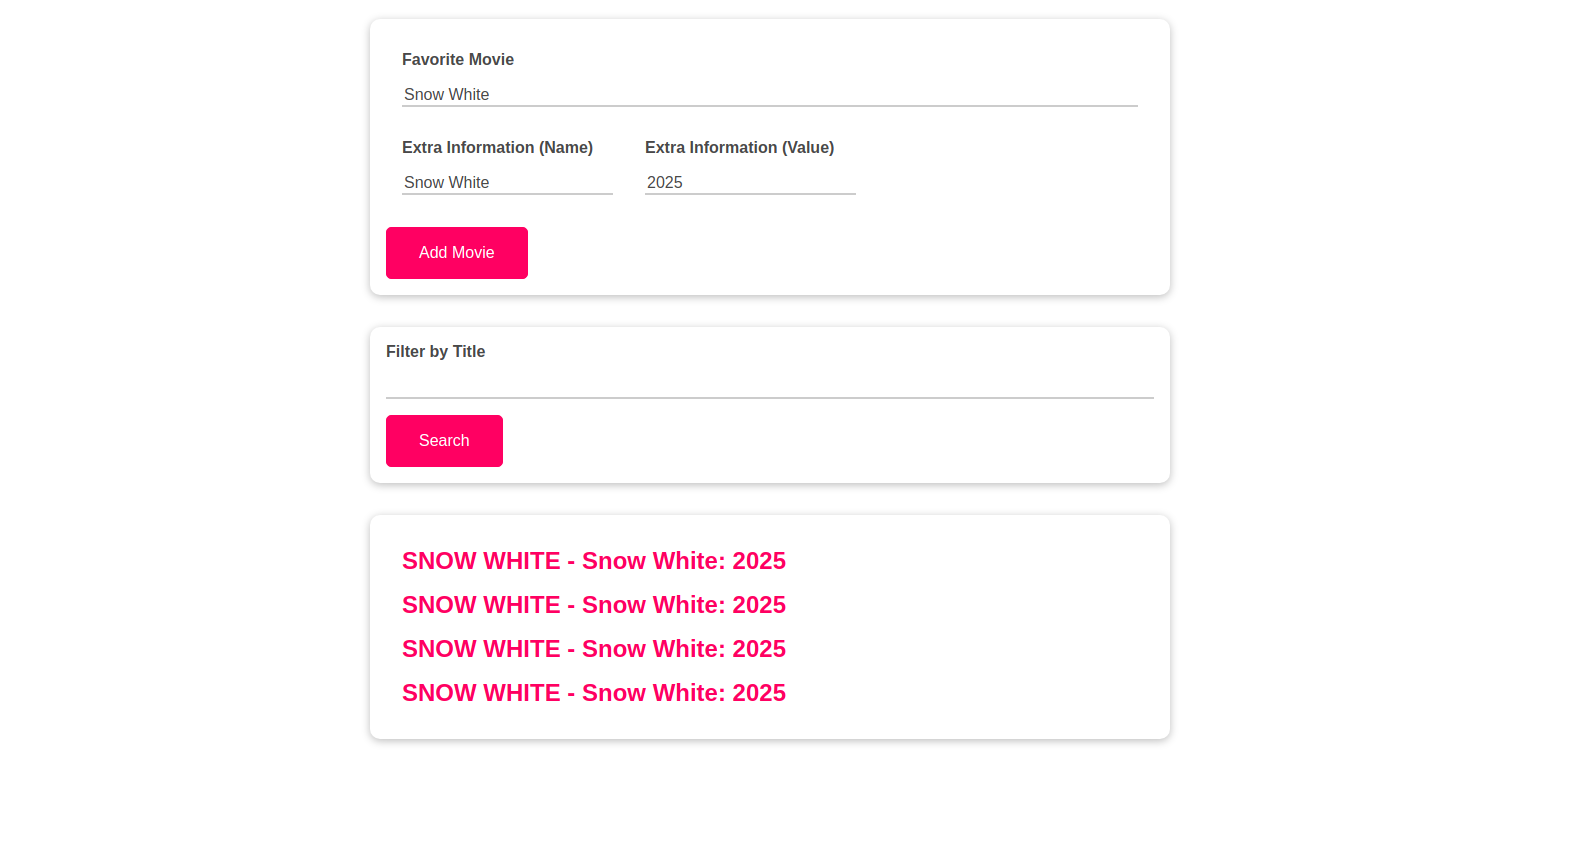 Favorite Movie
Snow White
Extra Information (Name) Extra Information (Value)
Snow White 2025
Add Movie
Filter by Title
Search
SNOW WHITE - Snow White: 2025
SNOW WHITE - Snow White: 2025
SNOW WHITE - Snow White: 2025
SNOW WHITE - Snow White: 2025